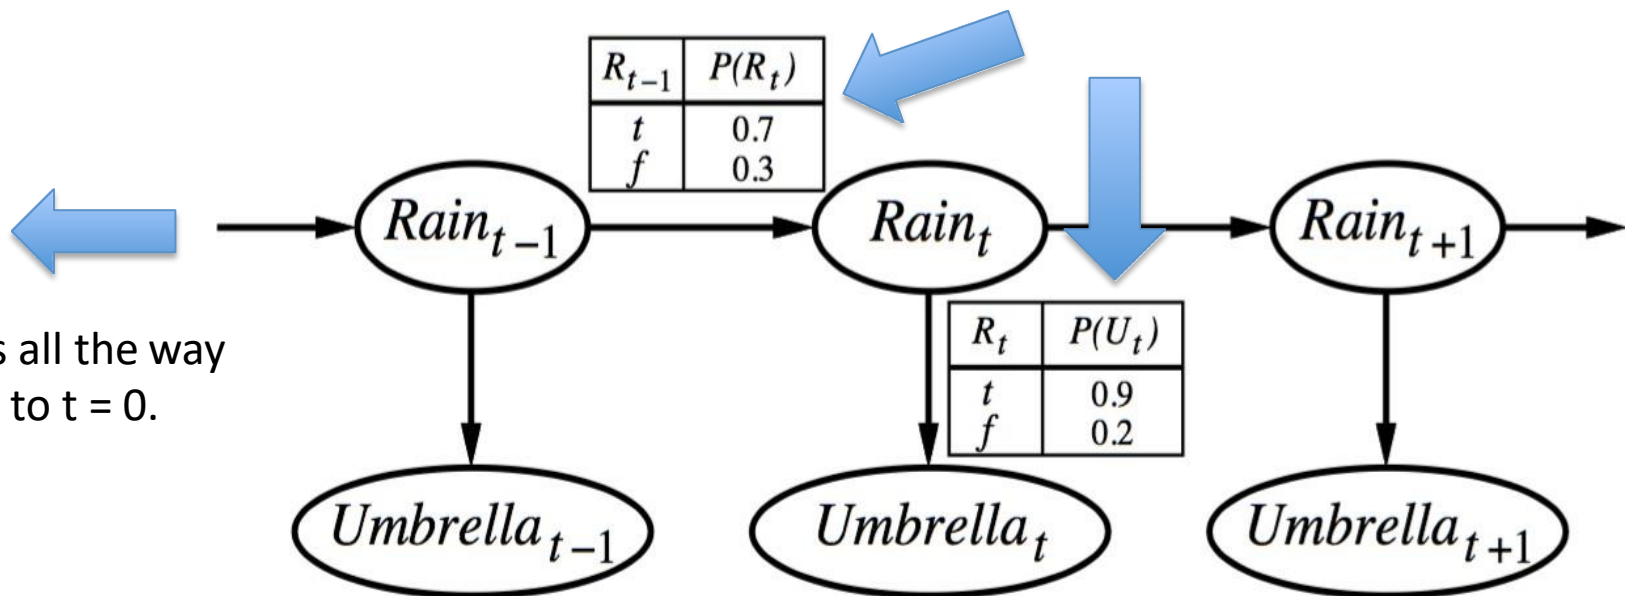 R_{t-1} P(R_t)
t 0.7
f 0.3
Rain_{t-1} Rain_t Rain_{t+1}
R_t P(U_t)
t 0.9
f 0.2
s all the way
to t = 0.
Umbrella_{t-1} Umbrella_t Umbrella_{t+1}